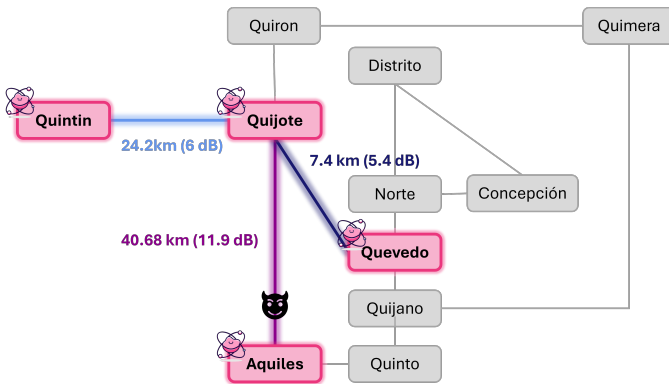 Quiron
Quimera
Distrito
Quintin
Quijote
24.2km (6 dB)
7.4 km (5.4 dB)
Norte
Concepción
40.68 km (11.9 dB)
Quevedo
Quijano
Aquiles
Quinto